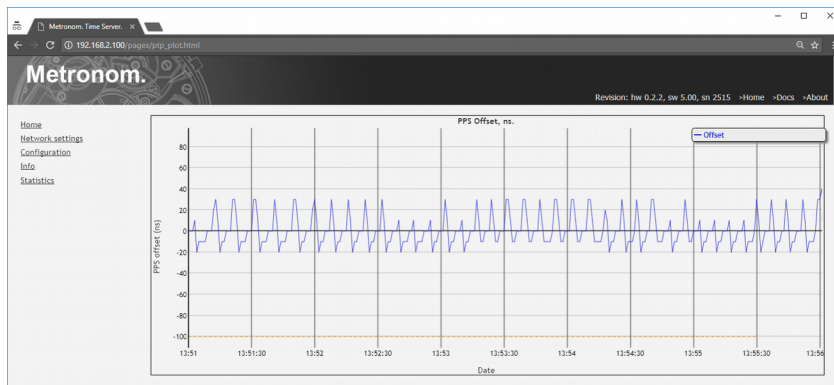 Metronom. Time Server.
192.168.2.100/pages/ptp_plot.html
Metronom.
Revision: hw 0.2.2, sw 5.00, sn 2515 >Home >Docs >About
Home
Network settings
Configuration
Info
Statistics
PPS Offset, ns.
Offset
PPS offset (ns)
80
60
40
20
0
-20
-40
-60
-80
-100
13:51 13:51:30 13:52 13:52:30 13:53 13:53:30 13:54 13:54:30 13:55 13:55:30 13:56
Date